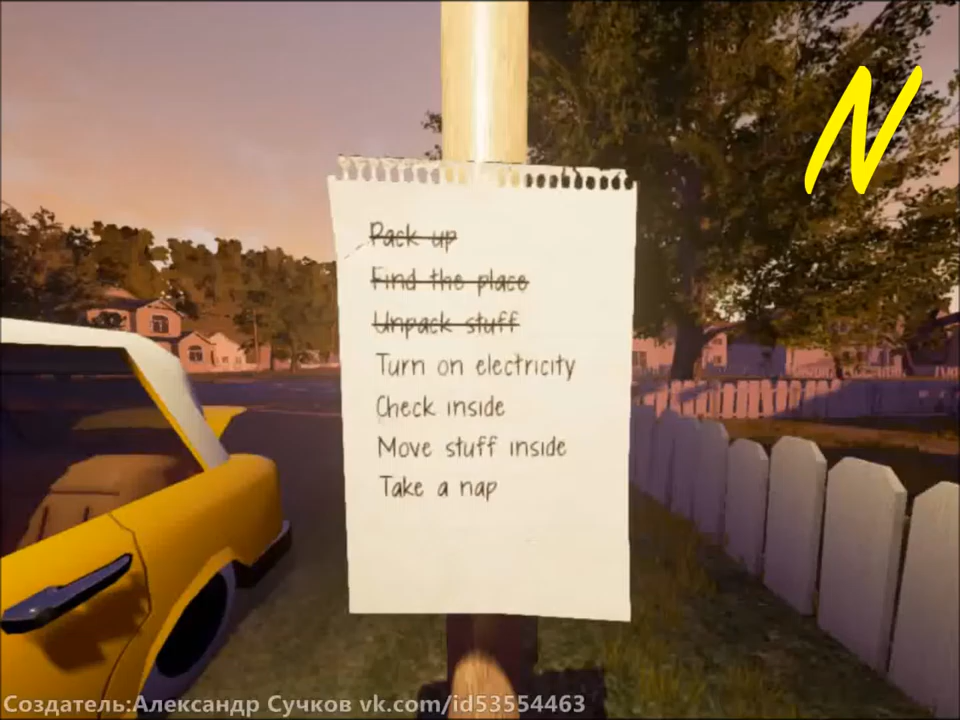 N
Pack up
Find the place
Unpack stuff
Turn on electricity
Check inside
Move stuff inside
Take a nap
Создатель:Александр Сучков vk.com/id53554463